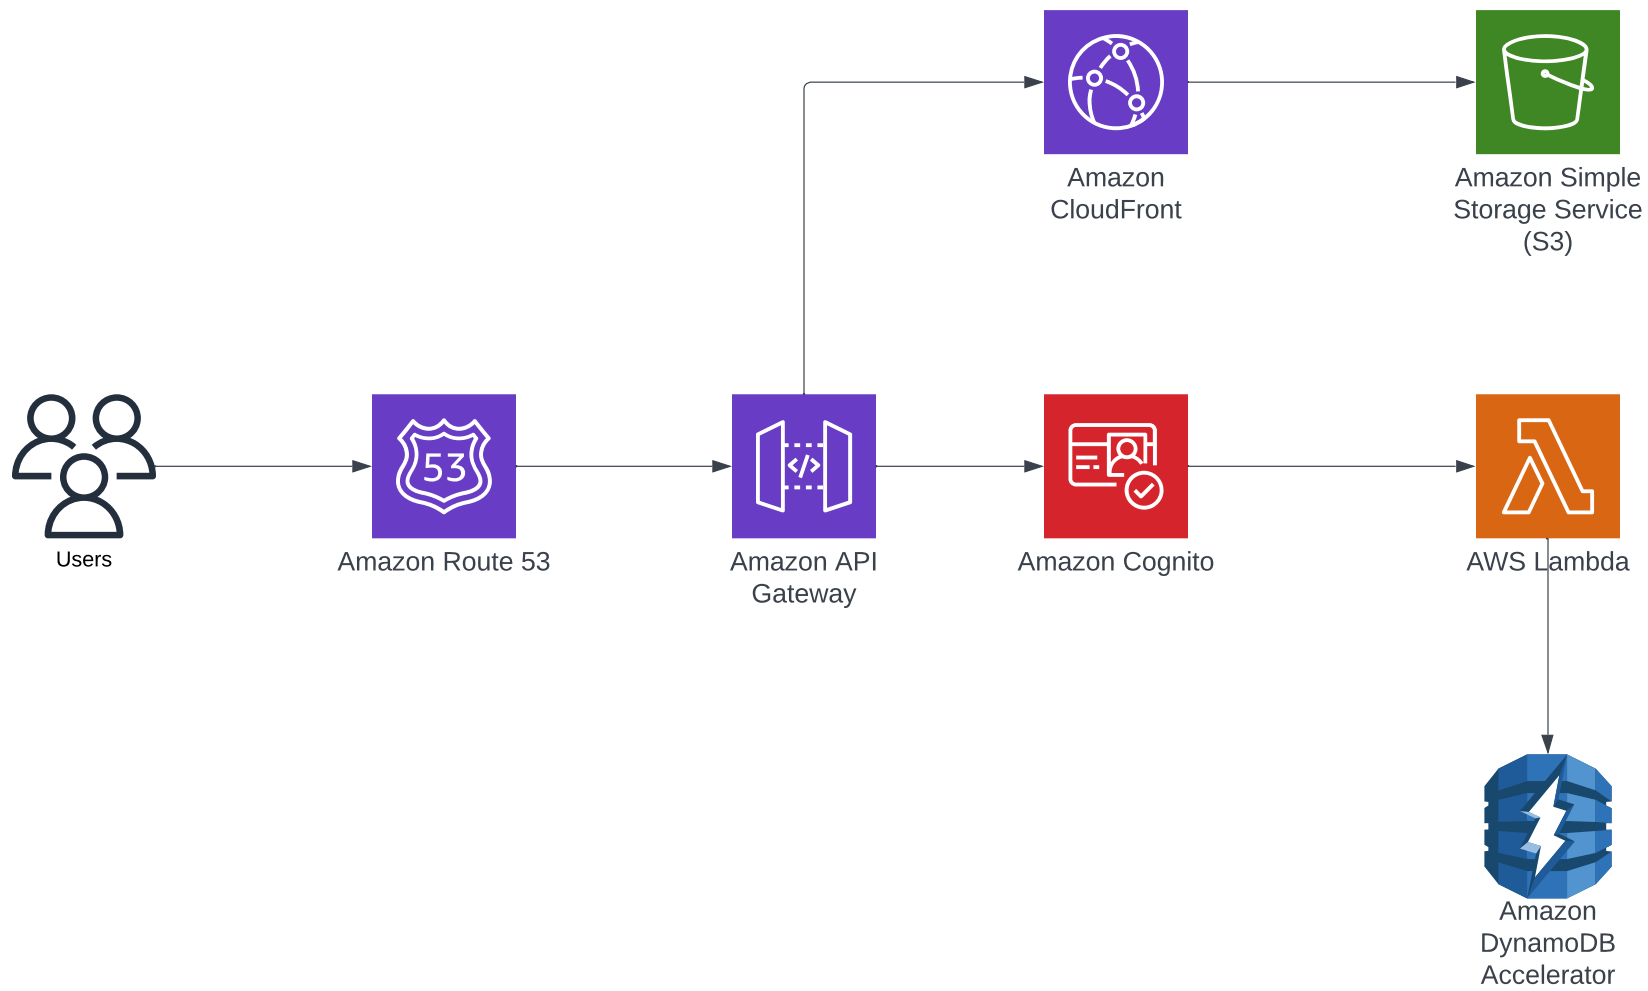 Amazon
CloudFront
Amazon Simple
Storage Service
(S3)
Users
53
Amazon Route 53
</>
Amazon API
Gateway
Amazon Cognito
AWS Lambda
Amazon
DynamoDB
Accelerator